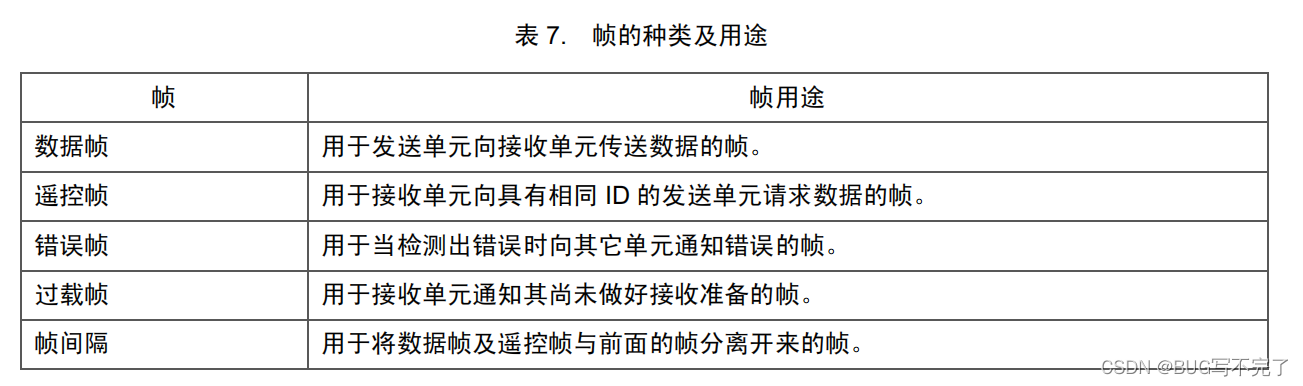 表 7. 帧的种类及用途
帧 帧用途
数据帧 用于发送单元向接收单元传送数据的帧。
遥控帧 用于接收单元向具有相同 ID 的发送单元请求数据的帧。
错误帧 用于当检测出错误时向其它单元通知错误的帧。
过载帧 用于接收单元通知其尚未做好接收准备的帧。
帧间隔 用于将数据帧及遥控帧与前面的帧分离开来的帧。
CSDN @BUG写不完了